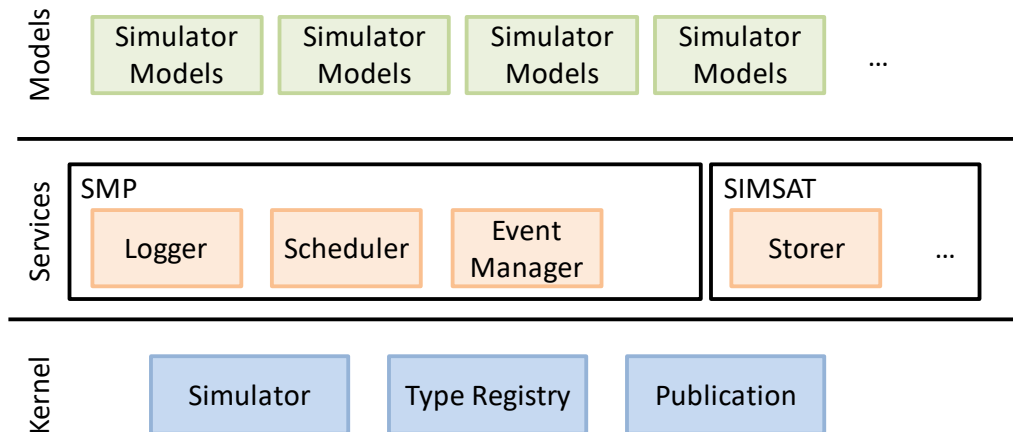 Models
Simulator
Models
Simulator
Models
Simulator
Models
Simulator
Models
...
Services
SMP
Logger
Scheduler
Event
Manager
SIMSAT
Storer
...
Kernel
Simulator
Type Registry
Publication